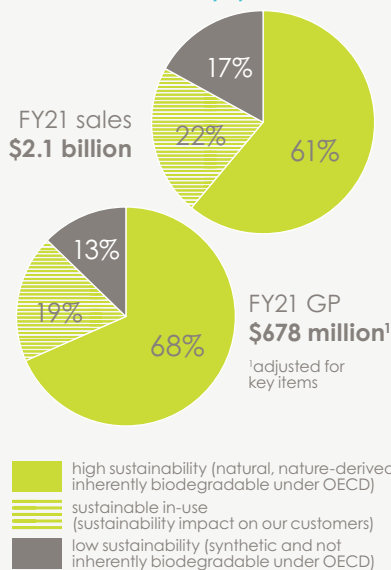 17%
FY21 sales
$2.1 billion
22%
61%
13%
19%
68%
FY21 GP
$678 million¹
¹adjusted for
key items
high sustainability (natural, nature-derived
inherently biodegradable under OECD)
sustainable in-use
(sustainability impact on our customers)
low sustainability (synthetic and not
inherently biodegradable under OECD)